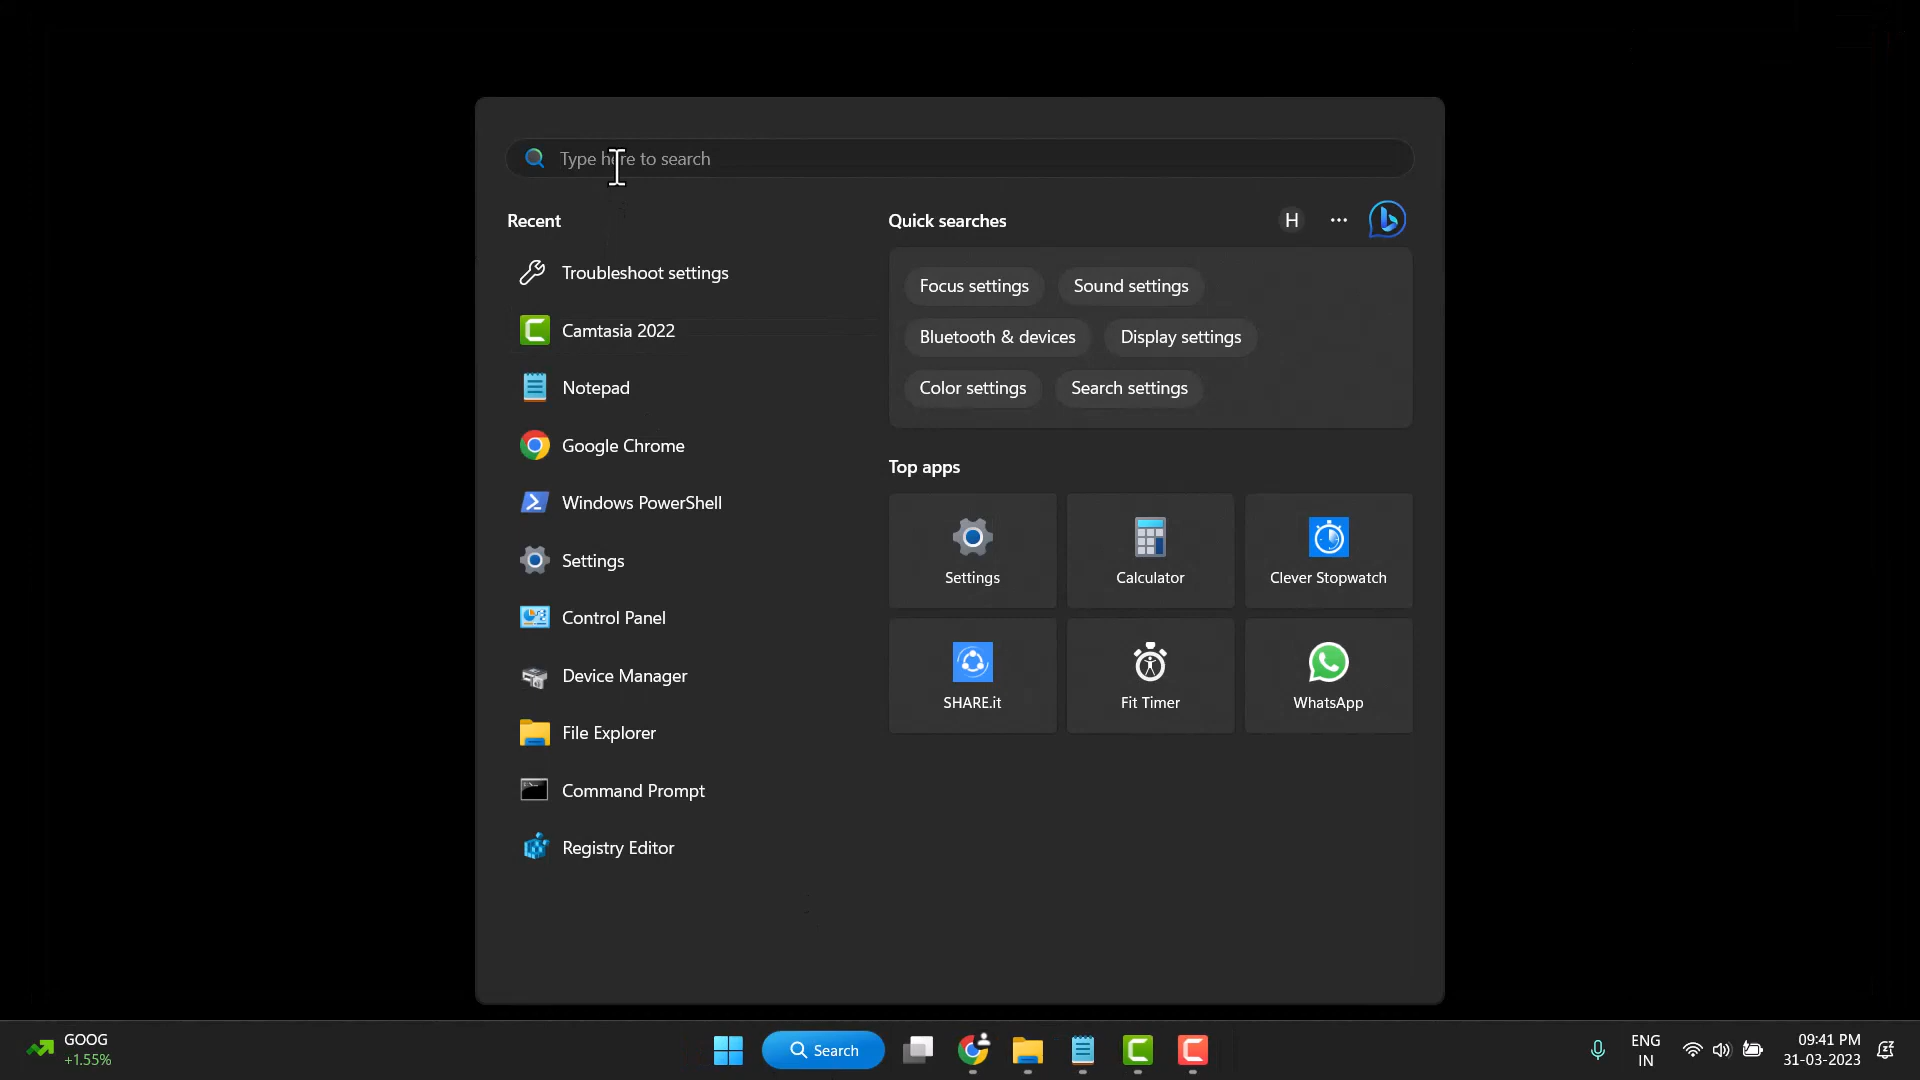 Type here to search
Recent
Troubleshoot settings
Camtasia 2022
Notepad
Google Chrome
Windows PowerShell
Settings
Control Panel
Device Manager
File Explorer
Command Prompt
Registry Editor
Quick searches
H
Focus settings
Sound settings
Bluetooth & devices
Display settings
Color settings
Search settings
Top apps
Settings
Calculator
Clever Stopwatch
SHARE.it
Fit Timer
WhatsApp
GOOG
+1.55%
Search
ENG
IN
09:41 PM
31-03-2023